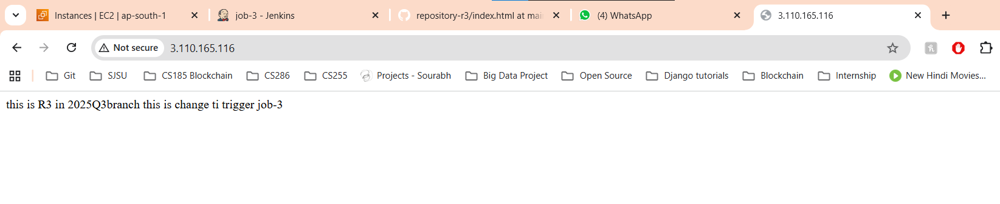 Instances | EC2 | ap-south-1
job-3 - Jenkins
repository-r3/index.html at main
(4) WhatsApp
3.110.165.116
Not secure
3.110.165.116
Git
SJSU
CS185 Blockchain
CS286
CS255
Projects - Sourabh
Big Data Project
Open Source
Django tutorials
Blockchain
Internship
New Hindi Movies...
this is R3 in 2025Q3branch this is change ti trigger job-3